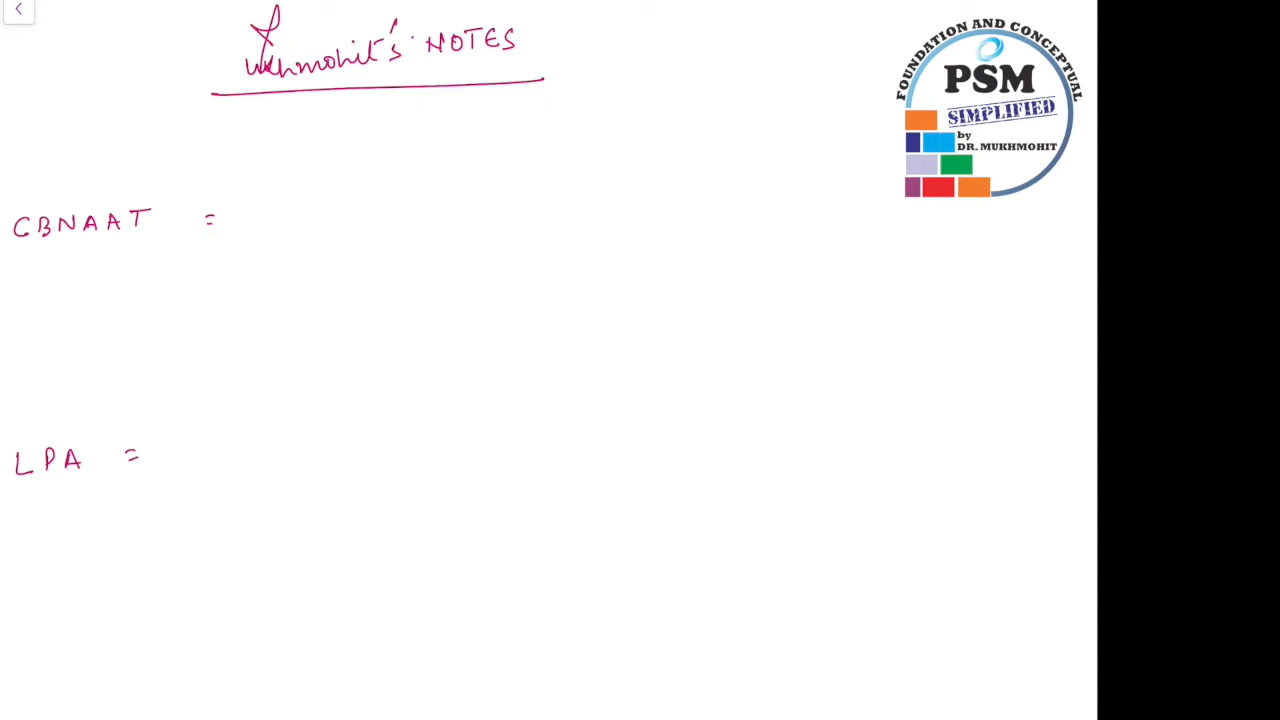 Mukhmohit's NOTES
FOUNDATION AND CONCEPTUAL
PSM
SIMPLIFIED
by
DR. MUKHMOHIT
CBNAAT =
LPA =